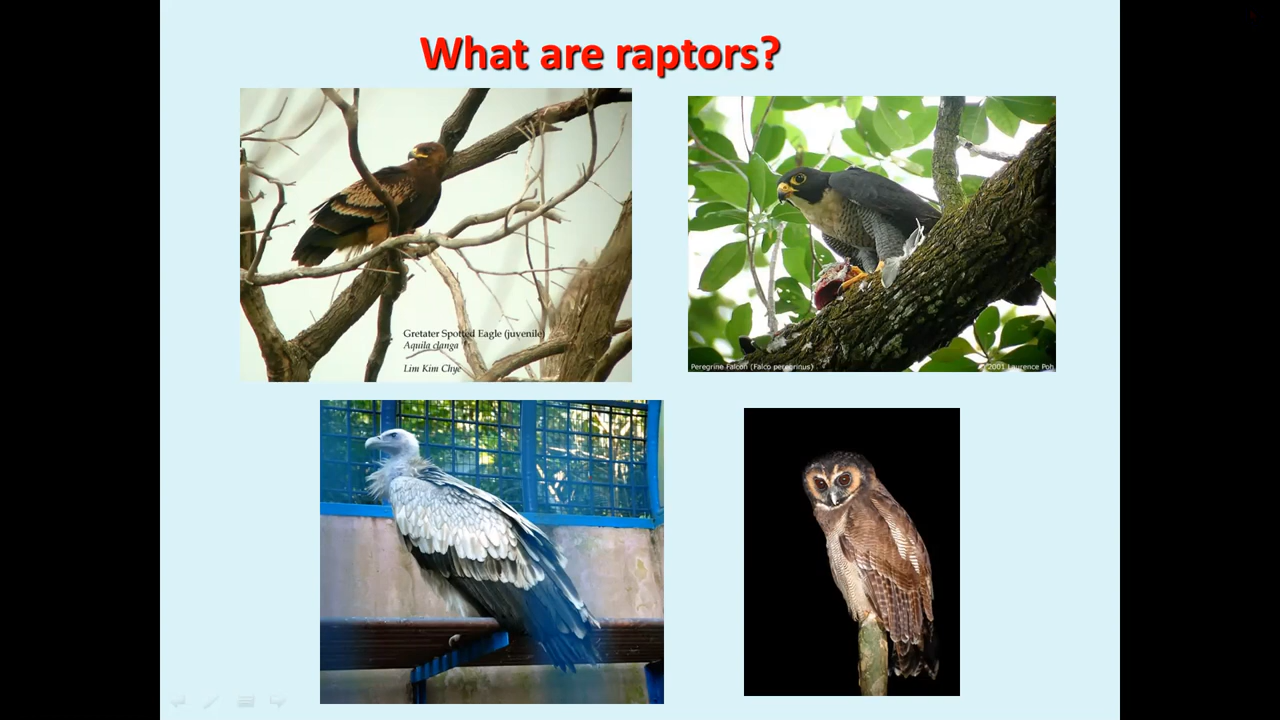 What are raptors?
Gretater Spotted Eagle (juvenile)
Aquila clanga
Lim Kim Chye
Peregrine Falcon (Falco peregrinus)
© 2001 Laurence Poh